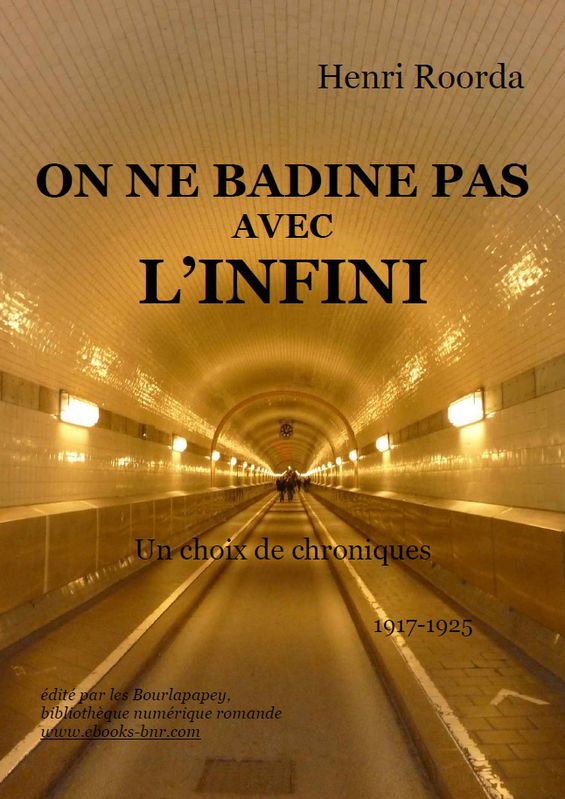 Henri Roorda
ON NE BADINE PAS
AVEC
L’INFINI
Un choix de chroniques
1917-1925
édité par les Bourlapapey,
bibliothèque numérique romande
www.ebooks-bnr.com